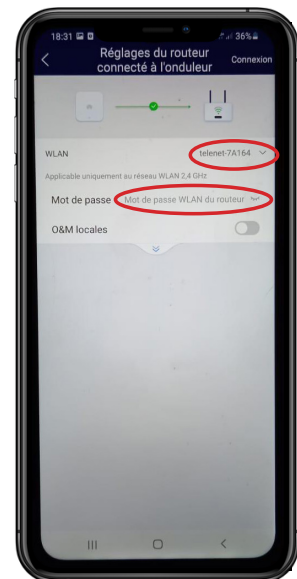 18:31 36%
Réglages du routeur
connecté à l'onduleur
Connexion
WLAN telenet-7A164
Applicable uniquement au réseau WLAN 2,4 GHz
Mot de passe Mot de passe WLAN du routeur
O&M locales